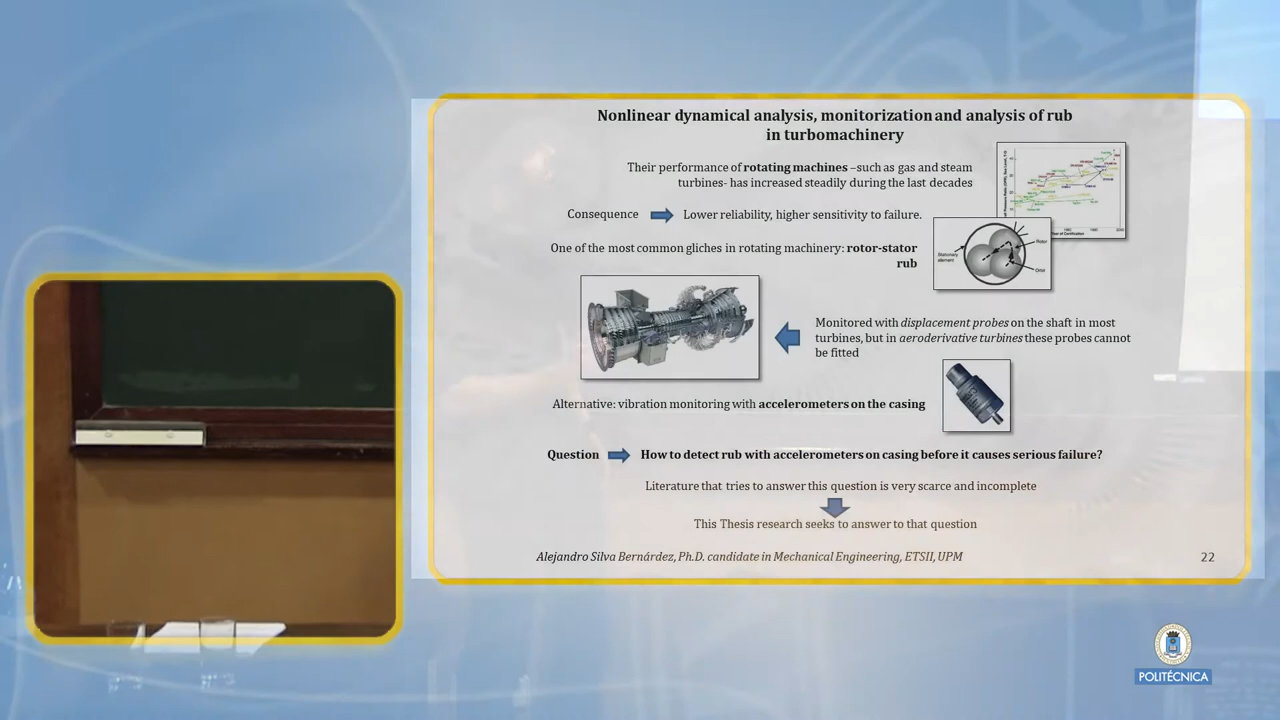 Nonlinear dynamical analysis, monitorization and analysis of rub
in turbomachinery
Their performance of rotating machines –such as gas and steam
turbines- has increased steadily during the last decades
Consequence
Lower reliability, higher sensitivity to failure.
One of the most common gliches in rotating machinery: rotor-stator
rub
Stationary
element
Rotor
Orbit
Monitored with displacement probes on the shaft in most
turbines, but in aeroderivative turbines these probes cannot
be fitted
Alternative: vibration monitoring with accelerometers on the casing
Question
How to detect rub with accelerometers on casing before it causes serious failure?
Literature that tries to answer this question is very scarce and incomplete
This Thesis research seeks to answer to that question
Alejandro Silva Bernárdez, Ph.D. candidate in Mechanical Engineering, ETSII, UPM
22
POLITÉCNICA